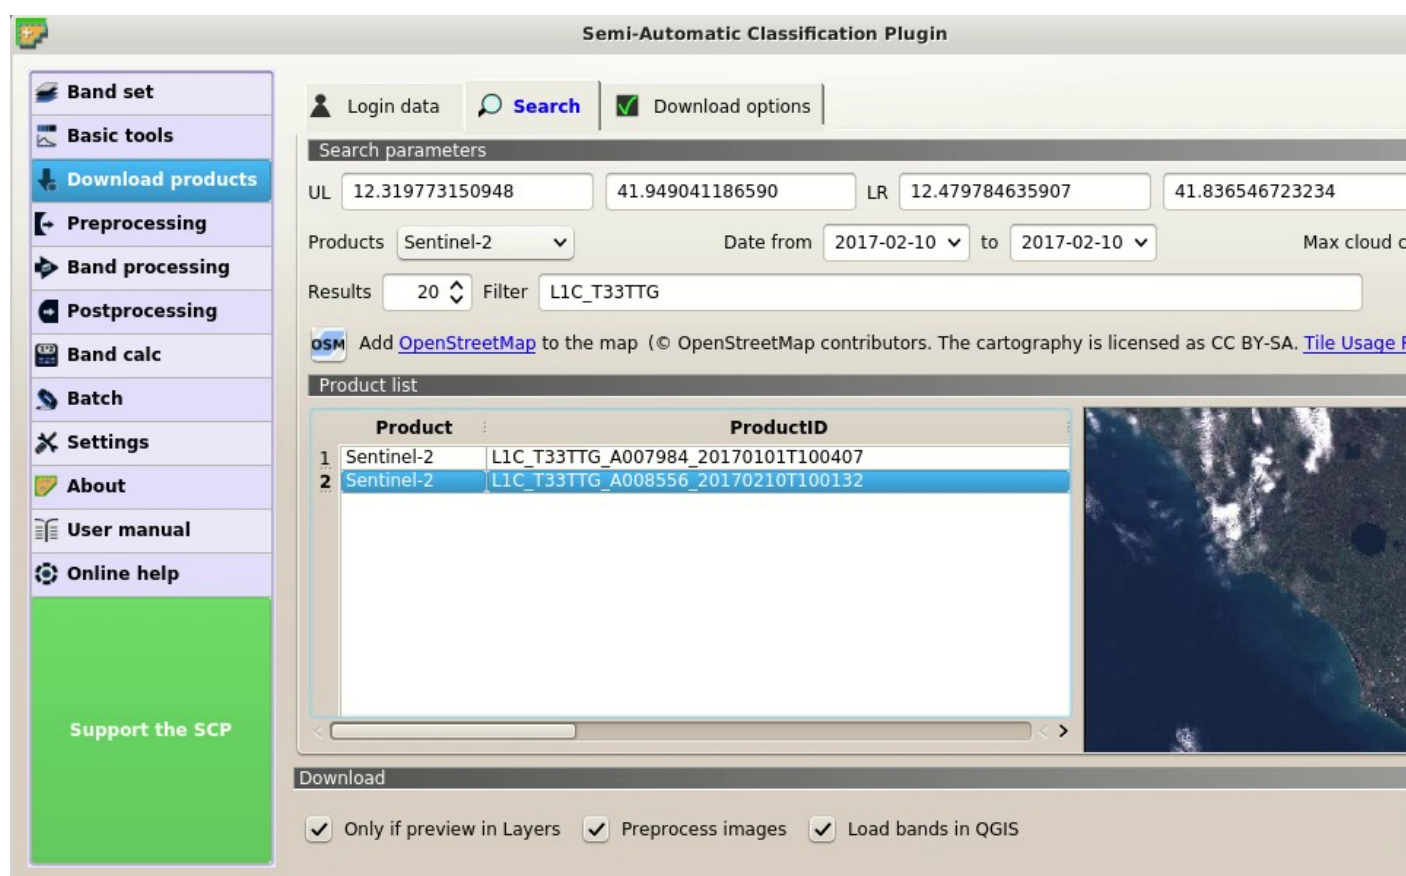 Semi-Automatic Classification Plugin
Band set
Basic tools
Download products
Preprocessing
Band processing
Postprocessing
Band calc
Batch
Settings
About
User manual
Online help
Support the SCP
Login data Search Download options
Search parameters
UL 12.319773150948 41.949041186590 LR 12.479784635907 41.836546723234
Products Sentinel-2 Date from 2017-02-10 to 2017-02-10 Max cloud c
Results 20 Filter L1C_T33TTG
OSM Add OpenStreetMap to the map (© OpenStreetMap contributors. The cartography is licensed as CC BY-SA. Tile Usage
Product list
Product ProductID
1 Sentinel-2 L1C_T33TTG_A007984_20170101T100407
2 Sentinel-2 L1C_T33TTG_A008556_20170210T100132
Download
Only if preview in Layers Preprocess images Load bands in QGIS